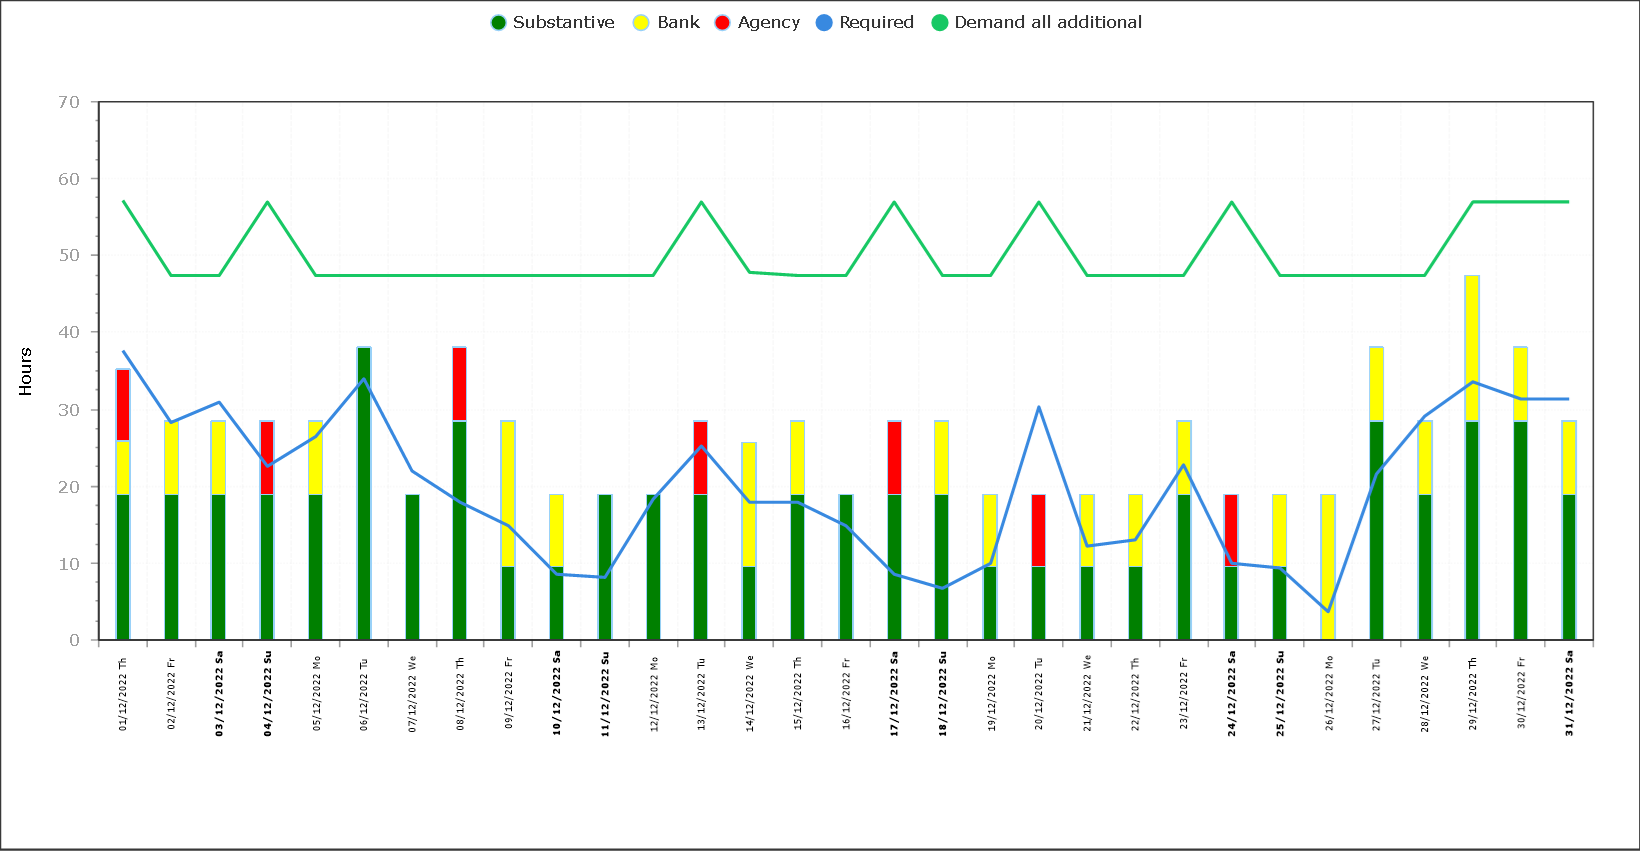 Substantive Bank Agency Required Demand all additional
70
60
50
40
30
20
10
0
Hours
01/12/2022 Th
02/12/2022 Fr
03/12/2022 Sa
04/12/2022 Su
05/12/2022 Mo
06/12/2022 Tu
07/12/2022 We
08/12/2022 Th
09/12/2022 Fr
10/12/2022 Sa
11/12/2022 Su
12/12/2022 Mo
13/12/2022 Tu
14/12/2022 We
15/12/2022 Th
16/12/2022 Fr
17/12/2022 Sa
18/12/2022 Su
19/12/2022 Mo
20/12/2022 Tu
21/12/2022 We
22/12/2022 Th
23/12/2022 Fr
24/12/2022 Sa
25/12/2022 Su
26/12/2022 Mo
27/12/2022 Tu
28/12/2022 We
29/12/2022 Th
30/12/2022 Fr
31/12/2022 Sa